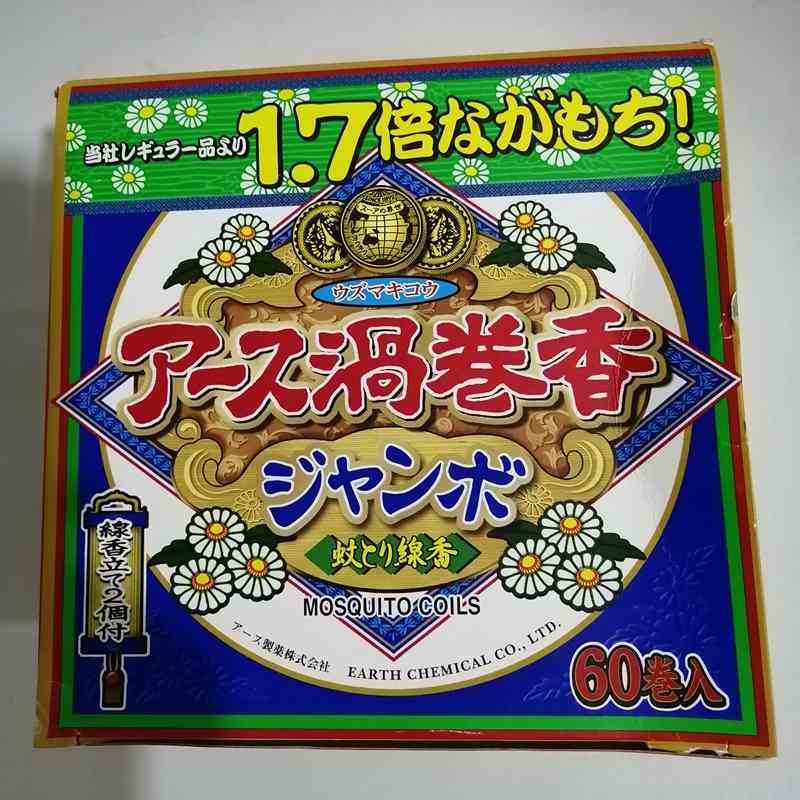 当社レギュラー品より
1.7倍ながもち!
ウズマキコウ
アース渦巻香
ジャンボ
蚊とり線香
MOSQUITO COILS
アース製薬株式会社 EARTH CHEMICAL CO., LTD.
線香立て2個付
60巻入